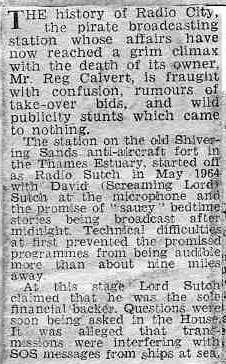 THE history of Radio City,
the pirate broadcasting
station whose affairs have
now reached a grim climax
with the death of its owner,
Mr. Reg Calvert, is fraught
with confusion, rumours of
take-over bids, and wild
publicity stunts which came
to nothing.
The station on the old Shiver-
ing Sands anti-aircraft fort in
the Thames Estuary, started off
as Radio Sutch in May 1964
with David (Screaming Lord)
Sutch at the microphone and
the promise of "saucy" bedtime
stories being broadcast after
midnight. Technical difficulties
at first prevented the promised
programmes from being audible
more than about nine miles
away.
At this stage Lord Sutch
claimed that he was the sole
financial backer. Questions were
soon being asked in the House.
It was alleged that trans-
missions were interfering with
SOS messages from ships at sea.